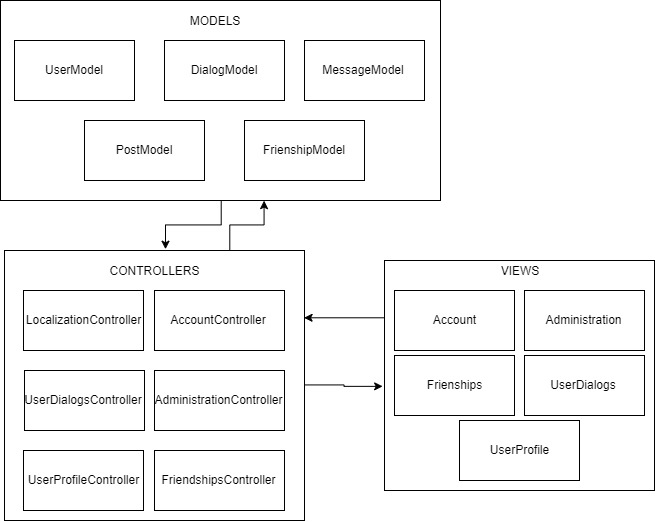 MODELS
UserModel
DialogModel
MessageModel
PostModel
FrienshipModel
CONTROLLERS
LocalizationController
AccountController
UserDialogsController
AdministrationController
UserProfileController
FriendshipsController
VIEWS
Account
Administration
Frienships
UserDialogs
UserProfile